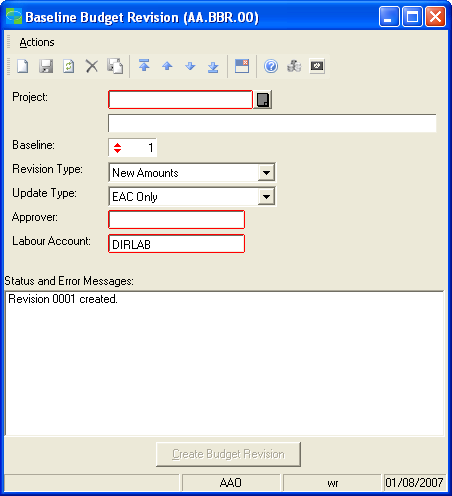 Baseline Budget Revision (AA.BBR.00)
Actions
Project:
Baseline: 1
Revision Type: New Amounts
Update Type: EAC Only
Approver:
Labour Account: DIRLAB
Status and Error Messages:
Revision 0001 created.
Create Budget Revision
AAO wr 01/08/2007